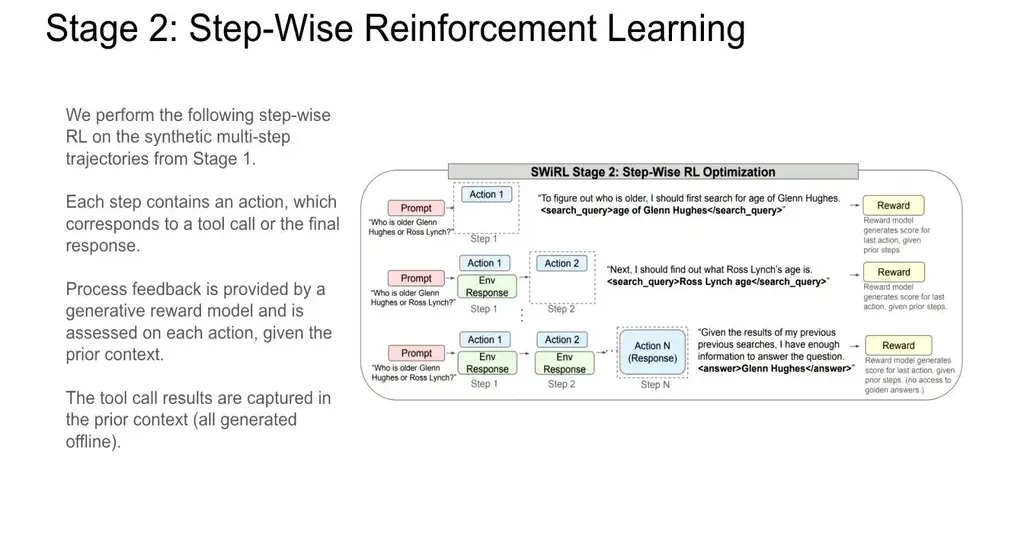 Stage 2: Step-Wise Reinforcement Learning
We perform the following step-wise
RL on the synthetic multi-step
trajectories from Stage 1.
Each step contains an action, which
corresponds to a tool call or the final
response.
Process feedback is provided by a
generative reward model and is
assessed on each action, given the
prior context.
The tool call results are captured in
the prior context (all generated
offline).
SWiRL Stage 2: Step-Wise RL Optimization
Prompt
"Who is older Glenn
Hughes or Ross Lynch?"
Action 1
Step 1
"To figure out who is older, I should first search for age of Glenn Hughes.
<search_query>age of Glenn Hughes</search_query>"
Reward
Reward model
generates score for
last action, given
prior steps.
Prompt
"Who is older Glenn
Hughes or Ross Lynch?"
Action 1
Env
Response
Step 1
Action 2
Step 2
"Next, I should find out what Ross Lynch's age is.
<search_query>Ross Lynch age</search_query>"
Reward
Reward model
generates score for last
action, given prior steps.
Prompt
"Who is older Glenn
Hughes or Ross Lynch?"
Action 1
Env
Response
Step 1
Action 2
Env
Response
Step 2
...
Action N
(Response)
Step N
"Given the results of my previous
previous searches, I have enough
information to answer the question.
<answer>Glenn Hughes</answer>"
Reward
Reward model generates
score for last action, given
prior steps. (no access to
golden answers.)